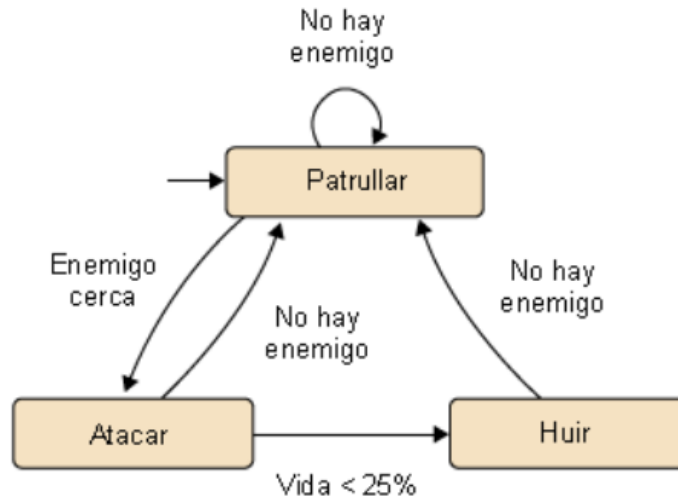 No hay
enemigo
Patrullar
Enemigo
cerca
No hay
enemigo
No hay
enemigo
Atacar
Huir
Vida < 25%